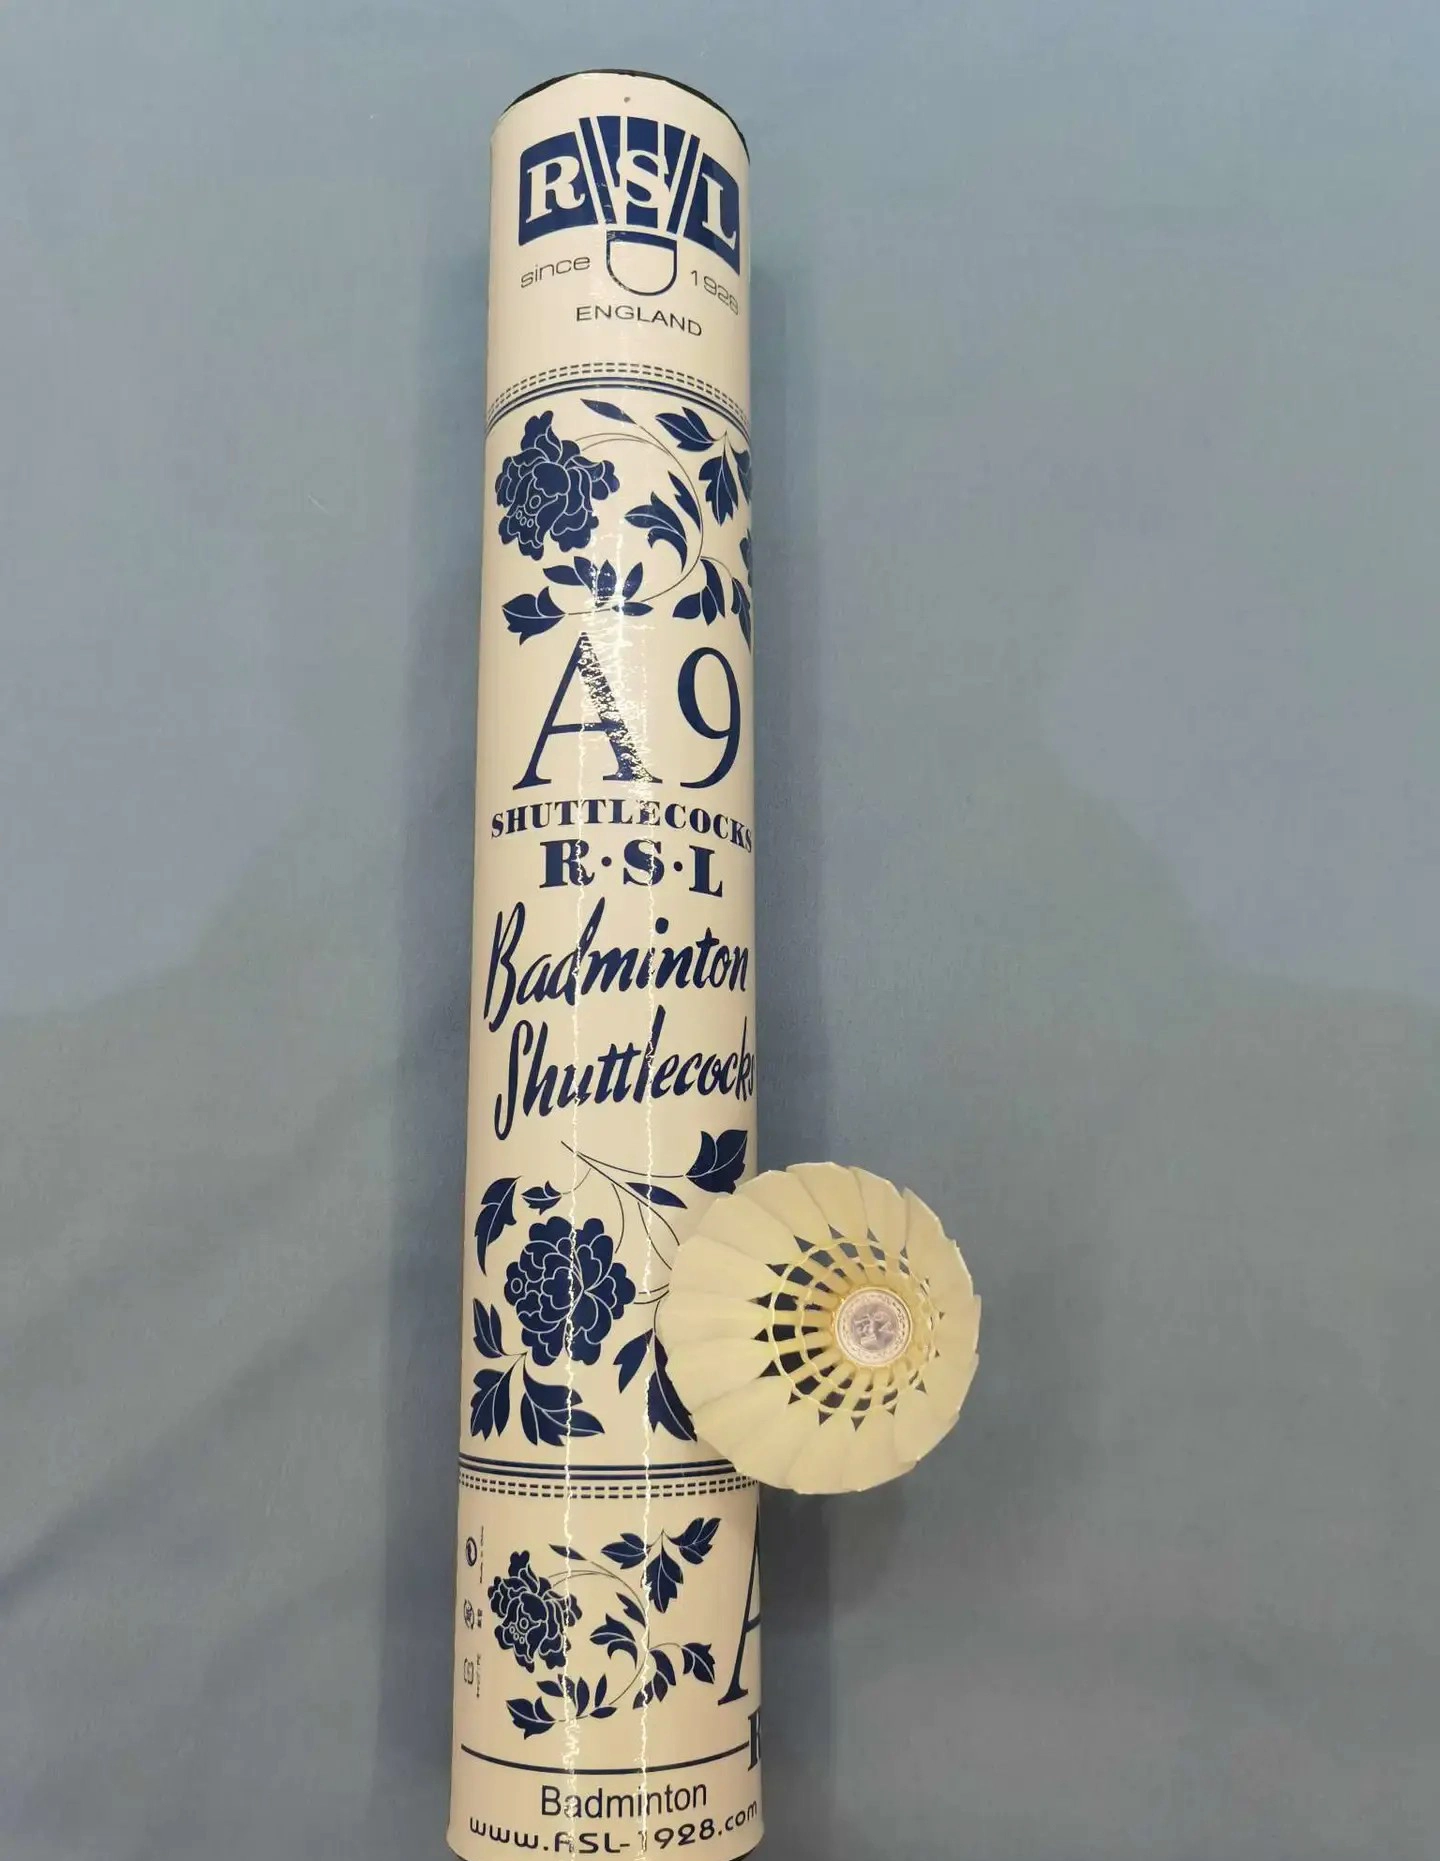 RSL
since 1928
ENGLAND
A9
SHUTTLECOCKS
R·S·L
Badminton
Shuttlecocks
Badminton
www.RSL-1928.com